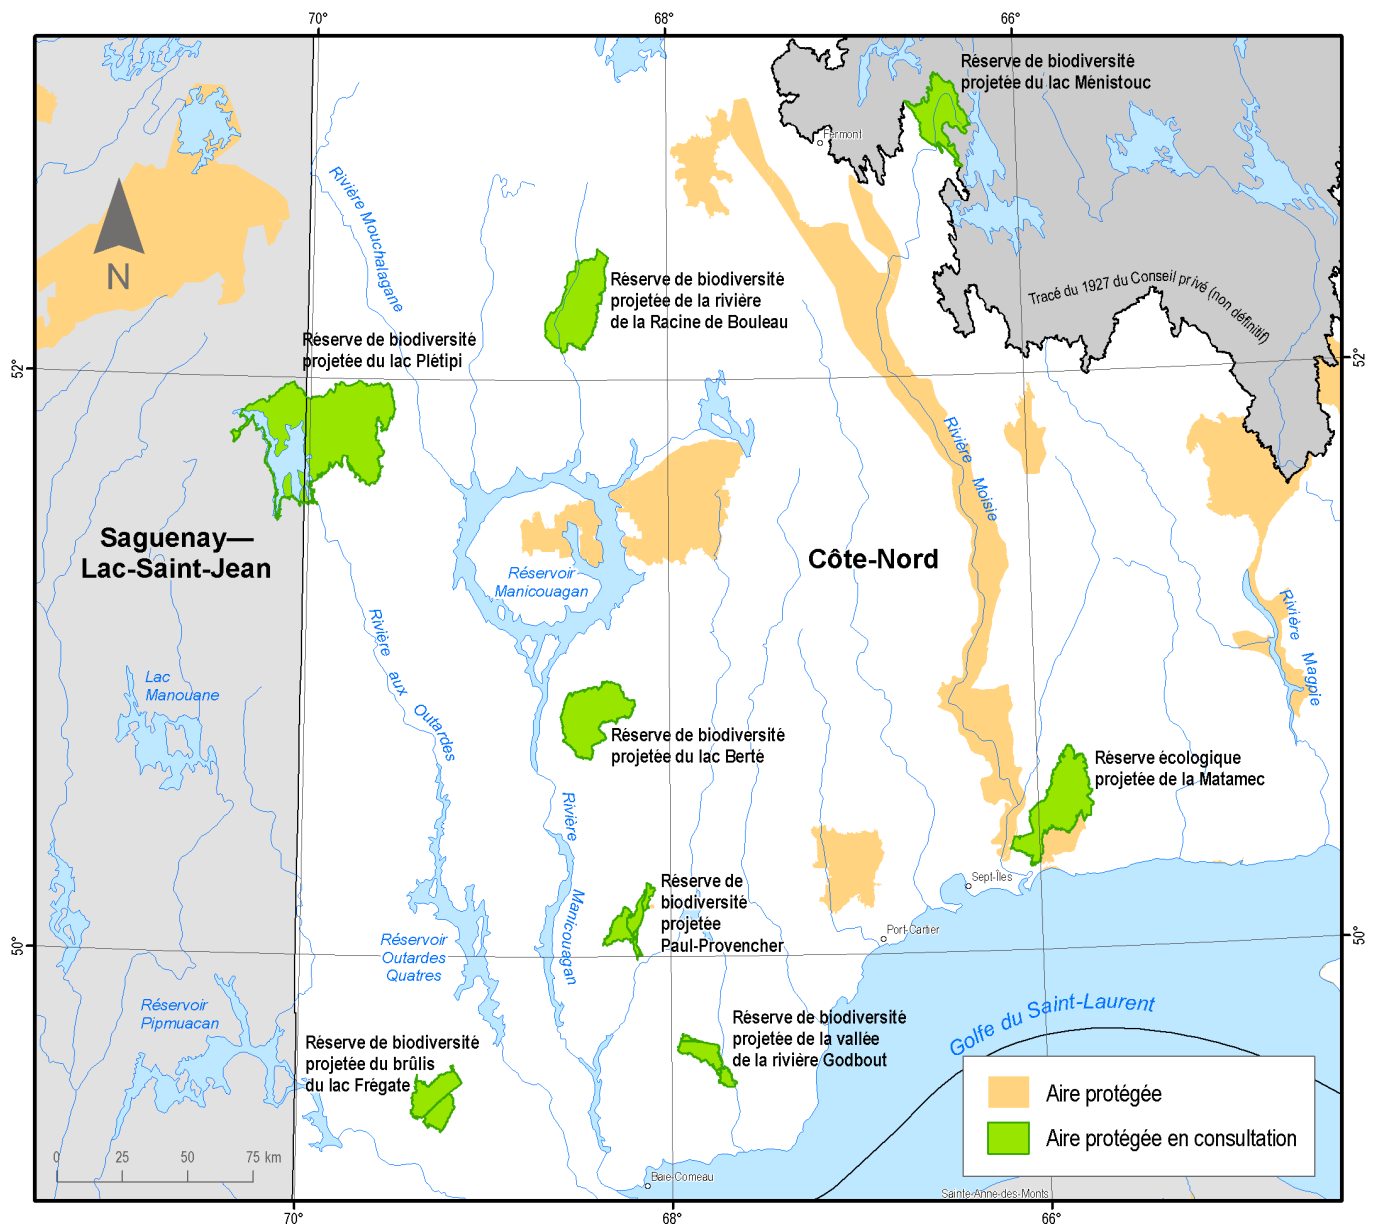 70°
68°
66°
Réserve de biodiversité
projetée du lac Ménistouc
Fermont
Rivière Mouchalagane
N
Réserve de biodiversité
projetée de la rivière
de la Racine de Bouleau
Tracé du 1927 du Conseil privé (non définitif)
Réserve de biodiversité
projetée du lac Plétipi
52°
52°
Rivière Moisie
Saguenay—
Lac-Saint-Jean
Côte-Nord
Réservoir
Manicouagan
Rivière Magpie
Rivière aux Outardes
Lac
Manouane
Réserve de biodiversité
projetée du lac Berté
Réserve écologique
projetée de la Matamec
Rivière Manicouagan
Sept-Îles
Réserve de
biodiversité
projetée
Paul-Provencher
Port-Cartier
Réservoir
Outardes
Quatres
50°
50°
Réservoir
Pipmuacan
Golfe du Saint-Laurent
Réserve de biodiversité
projetée de la vallée
de la rivière Godbout
Réserve de biodiversité
projetée du brûlis
du lac Frégate
Aire protégée
Aire protégée en consultation
0 25 50 75 km
Baie-Comeau
Sainte-Anne-des-Monts
70°
68°
66°